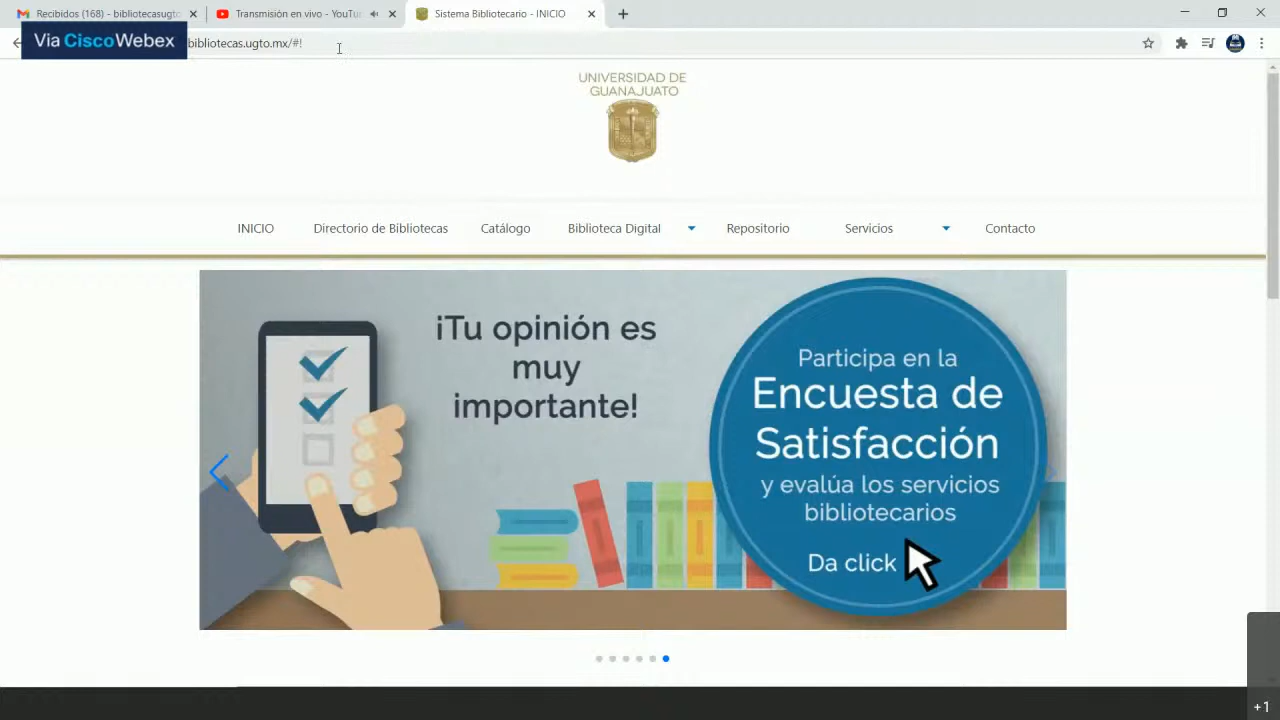 Recibidos (168) - bibliotecasugto
Transmisión en vivo - YouTu
Sistema Bibliotecario - INICIO
Via CiscoWebex
bibliotecas.ugto.mx/#!
UNIVERSIDAD DE
GUANAJUATO
INICIO
Directorio de Bibliotecas
Catálogo
Biblioteca Digital
Repositorio
Servicios
Contacto
¡Tu opinión es
muy
importante!
Participa en la
Encuesta de
Satisfacción
y evalúa los servicios
bibliotecarios
Da click
+1